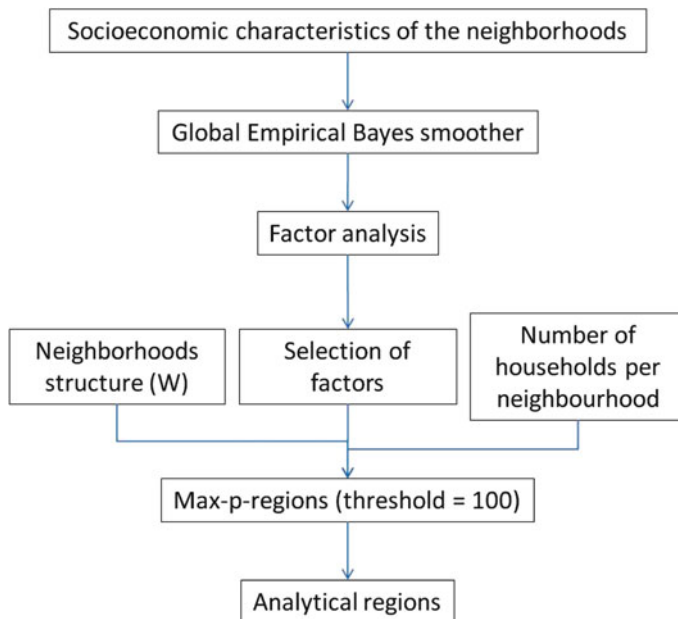 Socioeconomic characteristics of the neighborhoods
Global Empirical Bayes smoother
Factor analysis
Neighborhoods
structure (W)
Selection of
factors
Number of
households per
neighbourhood
Max-p-regions (threshold = 100)
Analytical regions